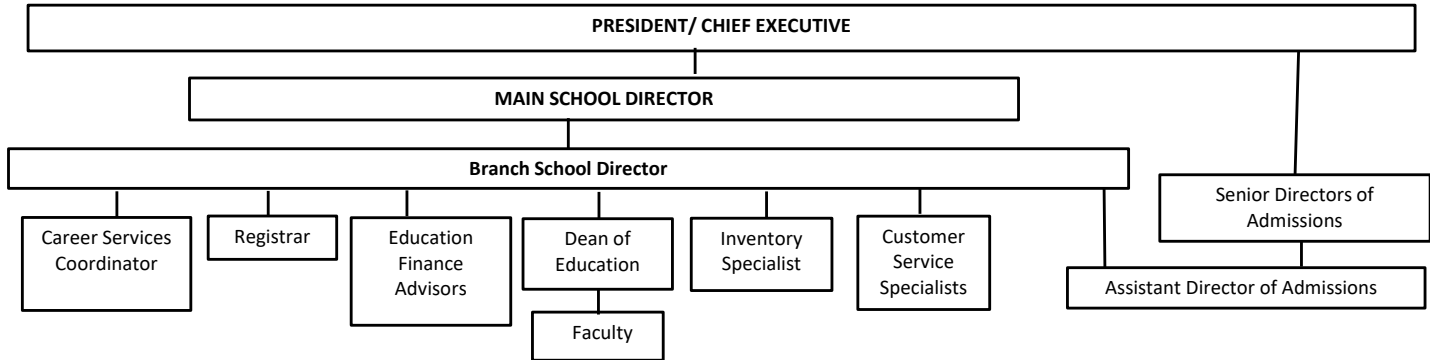 PRESIDENT/ CHIEF EXECUTIVE
MAIN SCHOOL DIRECTOR
Branch School Director
Career Services
Coordinator
Registrar
Education
Finance
Advisors
Dean of
Education
Inventory
Specialist
Customer
Service
Specialists
Senior Directors of
Admissions
Assistant Director of Admissions
Faculty